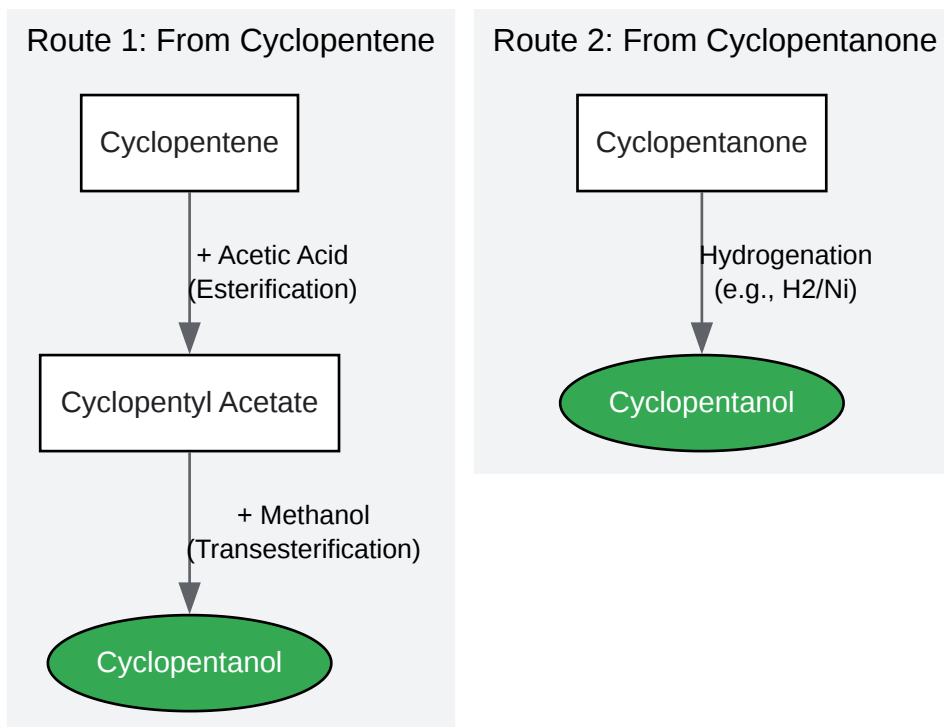 Route 1: From Cyclopentene
Cyclopentene
+ Acetic Acid
(Esterification)
Cyclopentyl Acetate
+ Methanol
(Transesterification)
Cyclopentanol
Route 2: From Cyclopentanone
Cyclopentanone
Hydrogenation
(e.g., H2/Ni)
Cyclopentanol